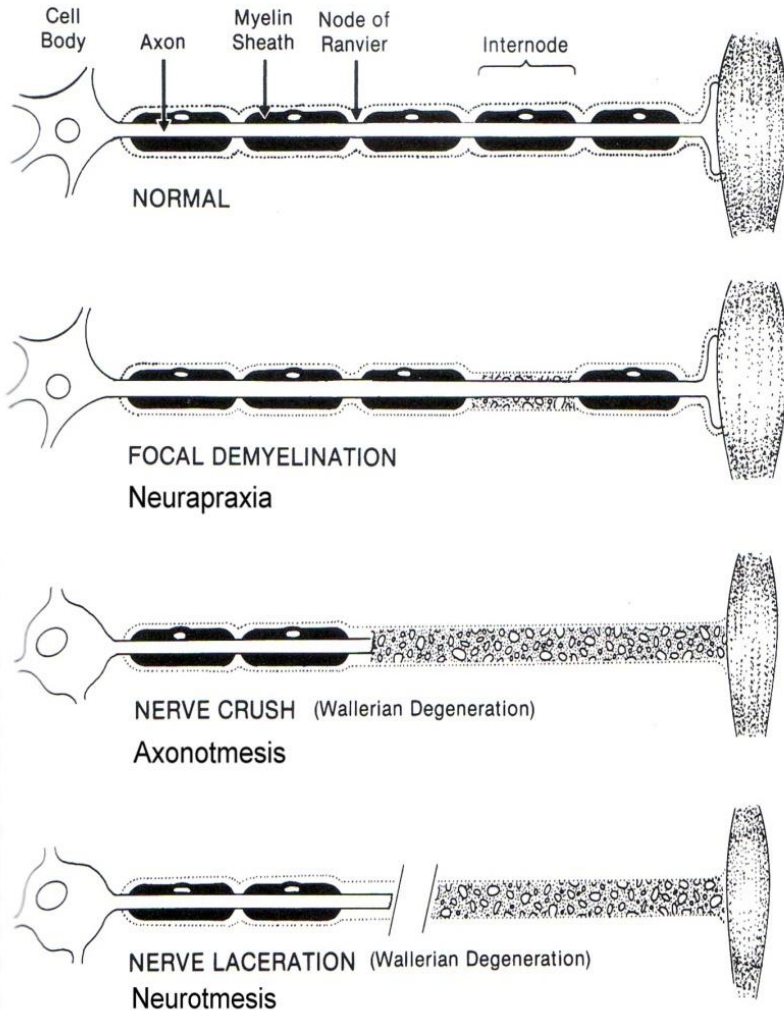 Cell
Body
Axon
Myelin
Sheath
Node of
Ranvier
Internode
NORMAL
FOCAL DEMYELINATION
Neurapraxia
NERVE CRUSH (Wallerian Degeneration)
Axonotmesis
NERVE LACERATION (Wallerian Degeneration)
Neurotmesis